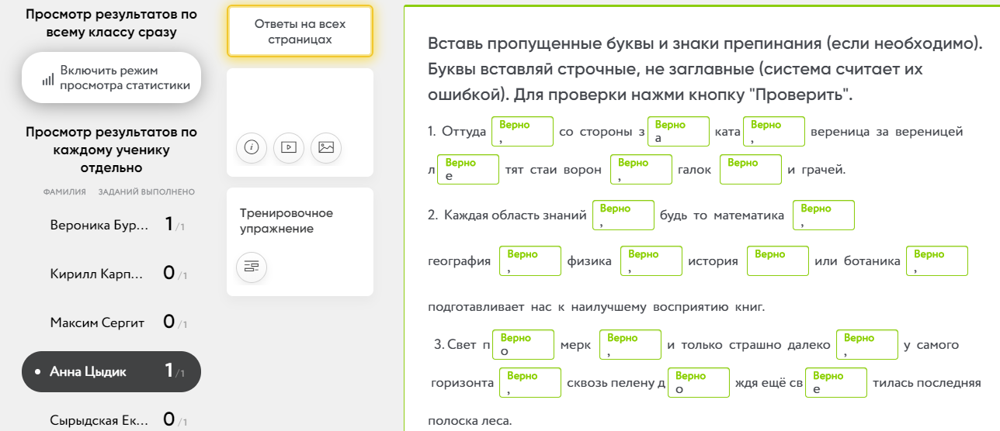 Просмотр результатов по
всему классу сразу
Включить режим
просмотра статистики
Просмотр результатов по
каждому ученику
отдельно
ФАМИЛИЯ ЗАДАНИЙ ВЫПОЛНЕНО
Вероника Бур... 1 /1
Кирилл Карп... 0 /1
Максим Сергит 0 /1
Анна Цыдик 1 /1
Сырыдская Ек... 0 /1
Ответы на всех
страницах
Тренировочное
упражнение
Вставь пропущенные буквы и знаки препинания (если необходимо).
Буквы вставляй строчные, не заглавные (система считает их
ошибкой). Для проверки нажми кнопку "Проверить".
1. Оттуда Верно , со стороны з Верно а ката Верно , вереница за вереницей
л Верно е тят стаи ворон Верно , галок Верно и грачей.
2. Каждая область знаний Верно , будь то математика Верно ,
география Верно , физика Верно , история Верно или ботаника Верно ,
подготавливает нас к наилучшему восприятию книг.
3. Свет п Верно о мерк Верно , и только страшно далеко Верно , у самого
горизонта Верно , сквозь пелену д Верно о ждя ещё св Верно е тилась последняя
полоска леса.